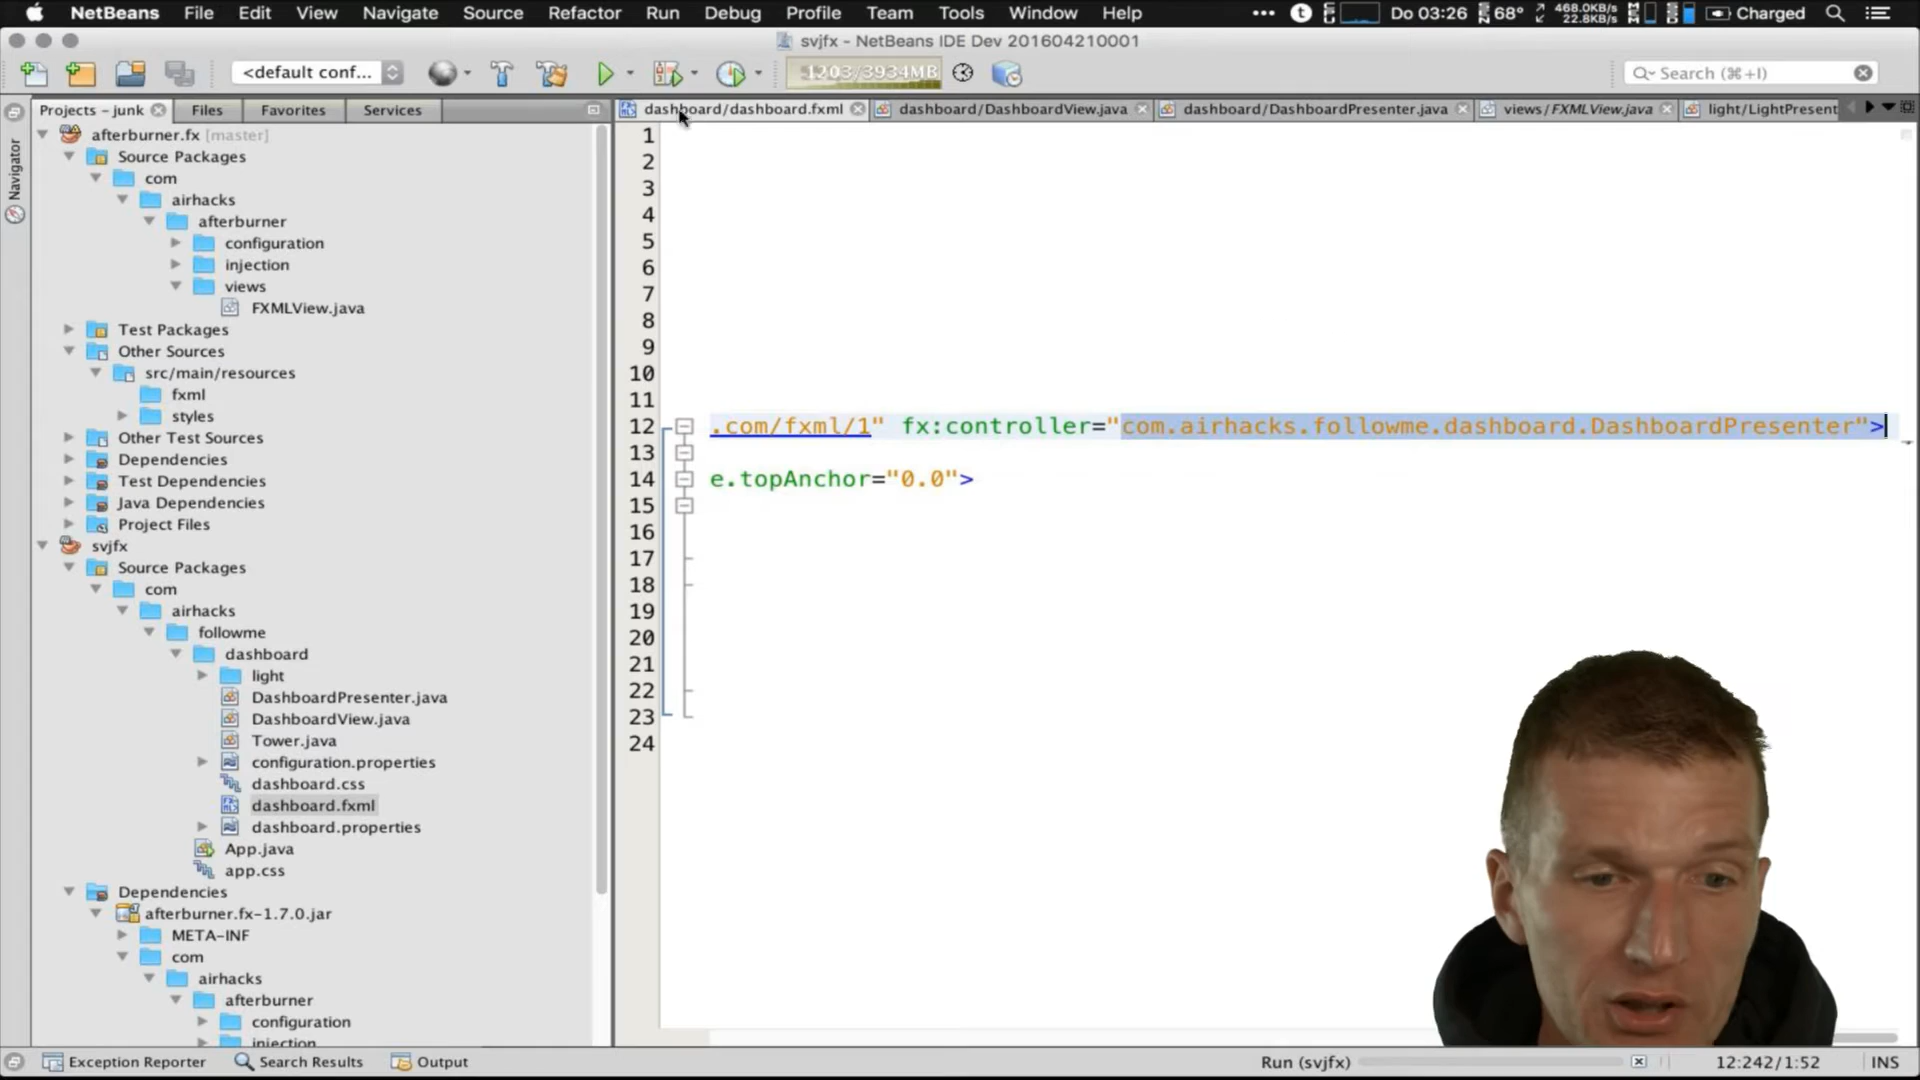 NetBeans File Edit View Navigate Source Refactor Run Debug Profile Team Tools Window Help ••• Do 03:26 68° 468.0KB/s 22.8KB/s Charged
svjfx - NetBeans IDE Dev 201604210001
<default conf... 1203/3934MB Search (⌘+I)
Projects - junk Files Favorites Services
dashboard/dashboard.fxml dashboard/DashboardView.java dashboard/DashboardPresenter.java views/FXMLView.java light/LightPresent
Navigator
afterburner.fx [master]
Source Packages
com
airhacks
afterburner
configuration
injection
views
FXMLView.java
Test Packages
Other Sources
src/main/resources
fxml
styles
Other Test Sources
Dependencies
Test Dependencies
Java Dependencies
Project Files
svjfx
Source Packages
com
airhacks
followme
dashboard
light
DashboardPresenter.java
DashboardView.java
Tower.java
configuration.properties
dashboard.css
dashboard.fxml
dashboard.properties
App.java
app.css
Dependencies
afterburner.fx-1.7.0.jar
META-INF
com
airhacks
afterburner
configuration
injection
1
2
3
4
5
6
7
8
9
10
11
12 .com/fxml/1" fx:controller="com.airhacks.followme.dashboard.DashboardPresenter">
13
14 e.topAnchor="0.0">
15
16
17
18
19
20
21
22
23
24
Exception Reporter Search Results Output Run (svjfx) 12:242/1:52 INS